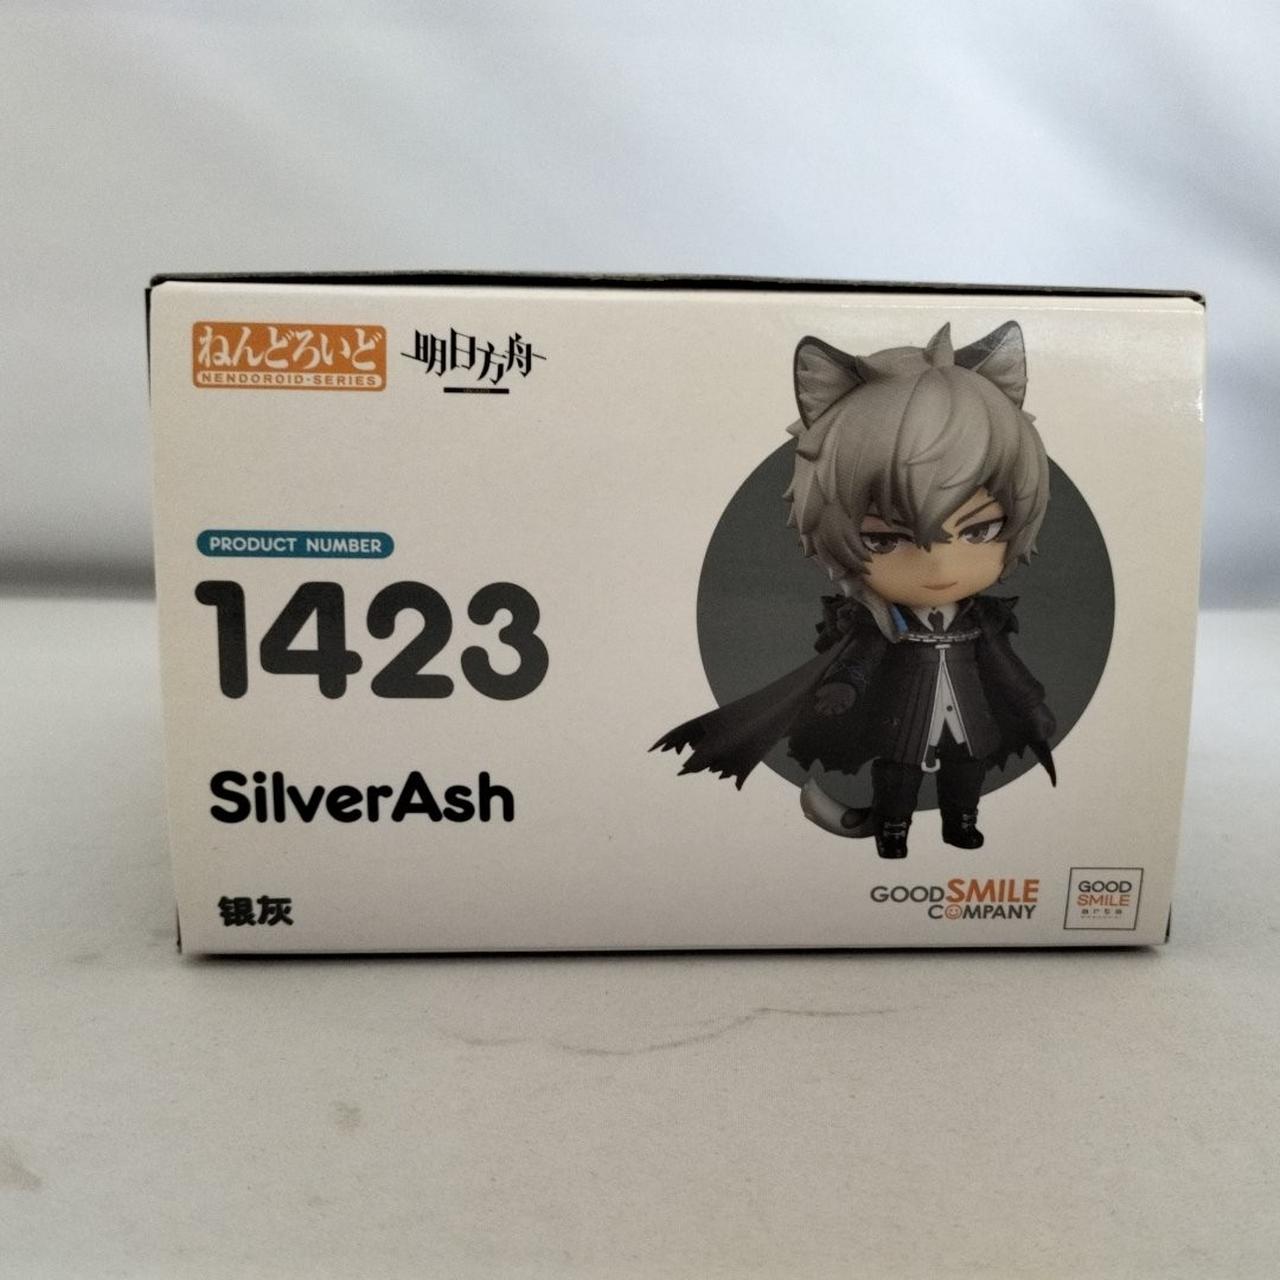 ねんどろいど
NENDOROID-SERIES
明日方舟
PRODUCT NUMBER
1423
SilverAsh
银灰
GOOD SMILE
COMPANY
GOOD
SMILE
arts